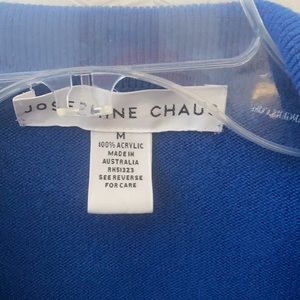 JOSEPHINE CHAUS
M
100% ACRYLIC
MADE IN
AUSTRALIA
RN51323
SEE REVERSE
FOR CARE